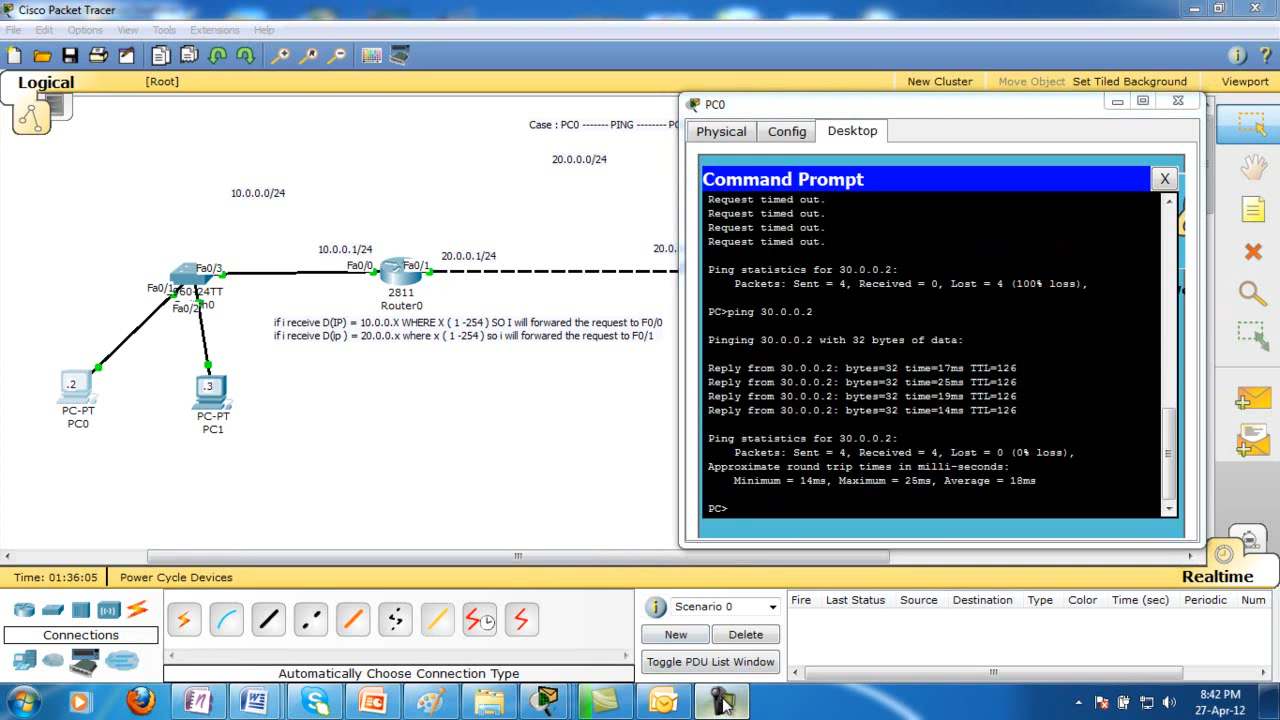 Cisco Packet Tracer
File Edit Options View Tools Extensions Help
Logical
[Root]
New Cluster
Move Object
Set Tiled Background
Viewport
Case : PC0 ------- PING --------
20.0.0.0/24
10.0.0.0/24
10.0.0.1/24
Fa0/0
Fa0/1
20.0.0.1/24
20.0.
Fa0/3
Fa0/1
Fa0/2
2811
Router0
if i receive D(IP) = 10.0.0.X WHERE X ( 1 -254 ) SO I will forwarded the request to F0/0
if i receive D(ip ) = 20.0.0.x where x ( 1 -254 ) so i will forwarded the request to F0/1
.2
PC-PT
PC0
.3
PC-PT
PC1
PC0
Physical
Config
Desktop
Command Prompt
X
Request timed out.
Request timed out.
Request timed out.
Request timed out.
Ping statistics for 30.0.0.2:
Packets: Sent = 4, Received = 0, Lost = 4 (100% loss),
PC>ping 30.0.0.2
Pinging 30.0.0.2 with 32 bytes of data:
Reply from 30.0.0.2: bytes=32 time=17ms TTL=126
Reply from 30.0.0.2: bytes=32 time=25ms TTL=126
Reply from 30.0.0.2: bytes=32 time=19ms TTL=126
Reply from 30.0.0.2: bytes=32 time=14ms TTL=126
Ping statistics for 30.0.0.2:
Packets: Sent = 4, Received = 4, Lost = 0 (0% loss),
Approximate round trip times in milli-seconds:
Minimum = 14ms, Maximum = 25ms, Average = 18ms
PC>
Time: 01:36:05
Power Cycle Devices
Realtime
Connections
Automatically Choose Connection Type
Scenario 0
New
Delete
Toggle PDU List Window
Fire Last Status Source Destination Type Color Time (sec) Periodic Num
8:42 PM
27-Apr-12